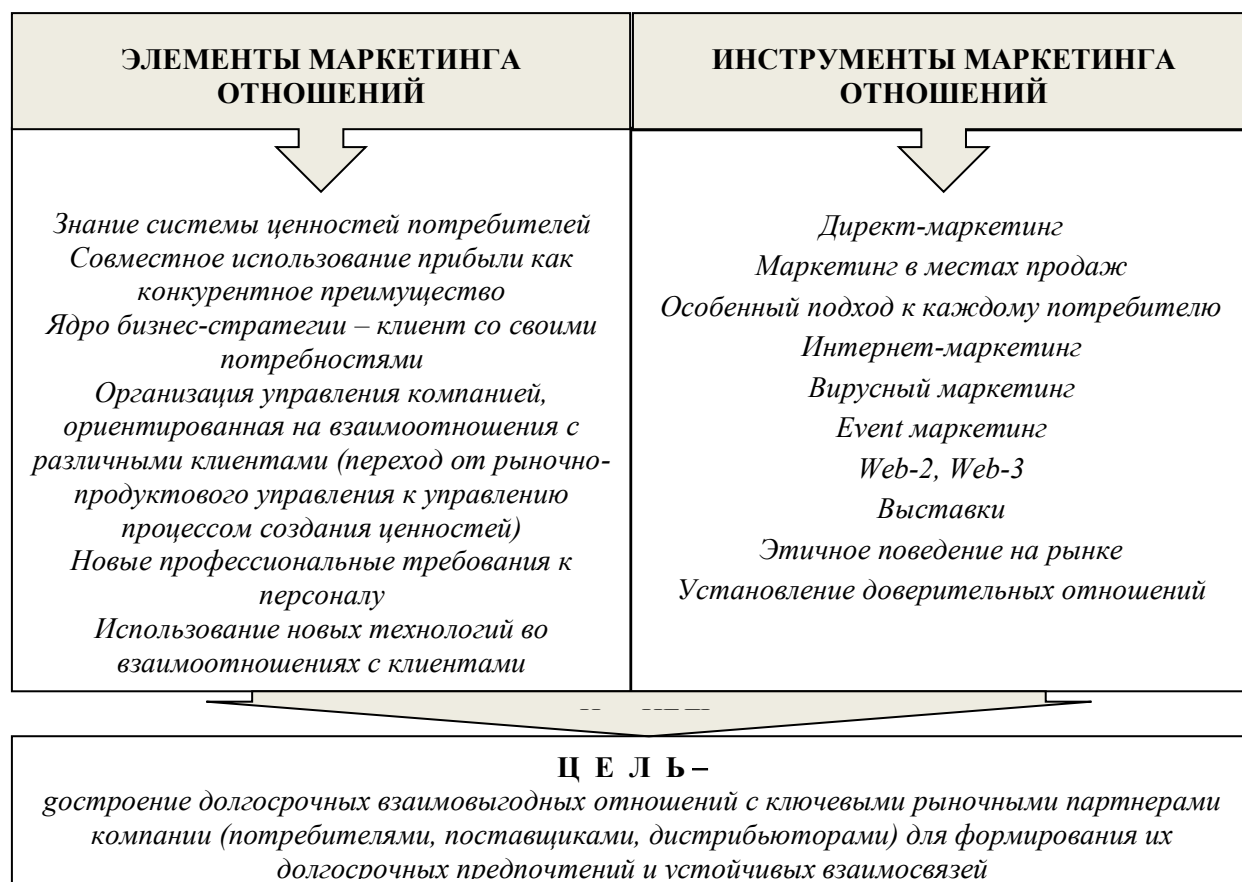 ЭЛЕМЕНТЫ МАРКЕТИНГА
ОТНОШЕНИЙ
Знание системы ценностей потребителей
Совместное использование прибыли как
конкурентное преимущество
Ядро бизнес-стратегии – клиент со своими
потребностями
Организация управления компанией,
ориентированная на взаимоотношения с
различными клиентами (переход от рыночно-
продуктового управления к управлению
процессом создания ценностей)
Новые профессиональные требования к
персоналу
Использование новых технологий во
взаимоотношениях с клиентами
ИНСТРУМЕНТЫ МАРКЕТИНГА
ОТНОШЕНИЙ
Директ-маркетинг
Маркетинг в местах продаж
Особенный подход к каждому потребителю
Интернет-маркетинг
Вирусный маркетинг
Event маркетинг
Web-2, Web-3
Выставки
Этичное поведение на рынке
Установление доверительных отношений
Ц Е Л Ь –
gостроение долгосрочных взаимовыгодных отношений с ключевыми рыночными партнерами
компании (потребителями, поставщиками, дистрибьюторами) для формирования их
долгосрочных предпочтений и устойчивых взаимосвязей